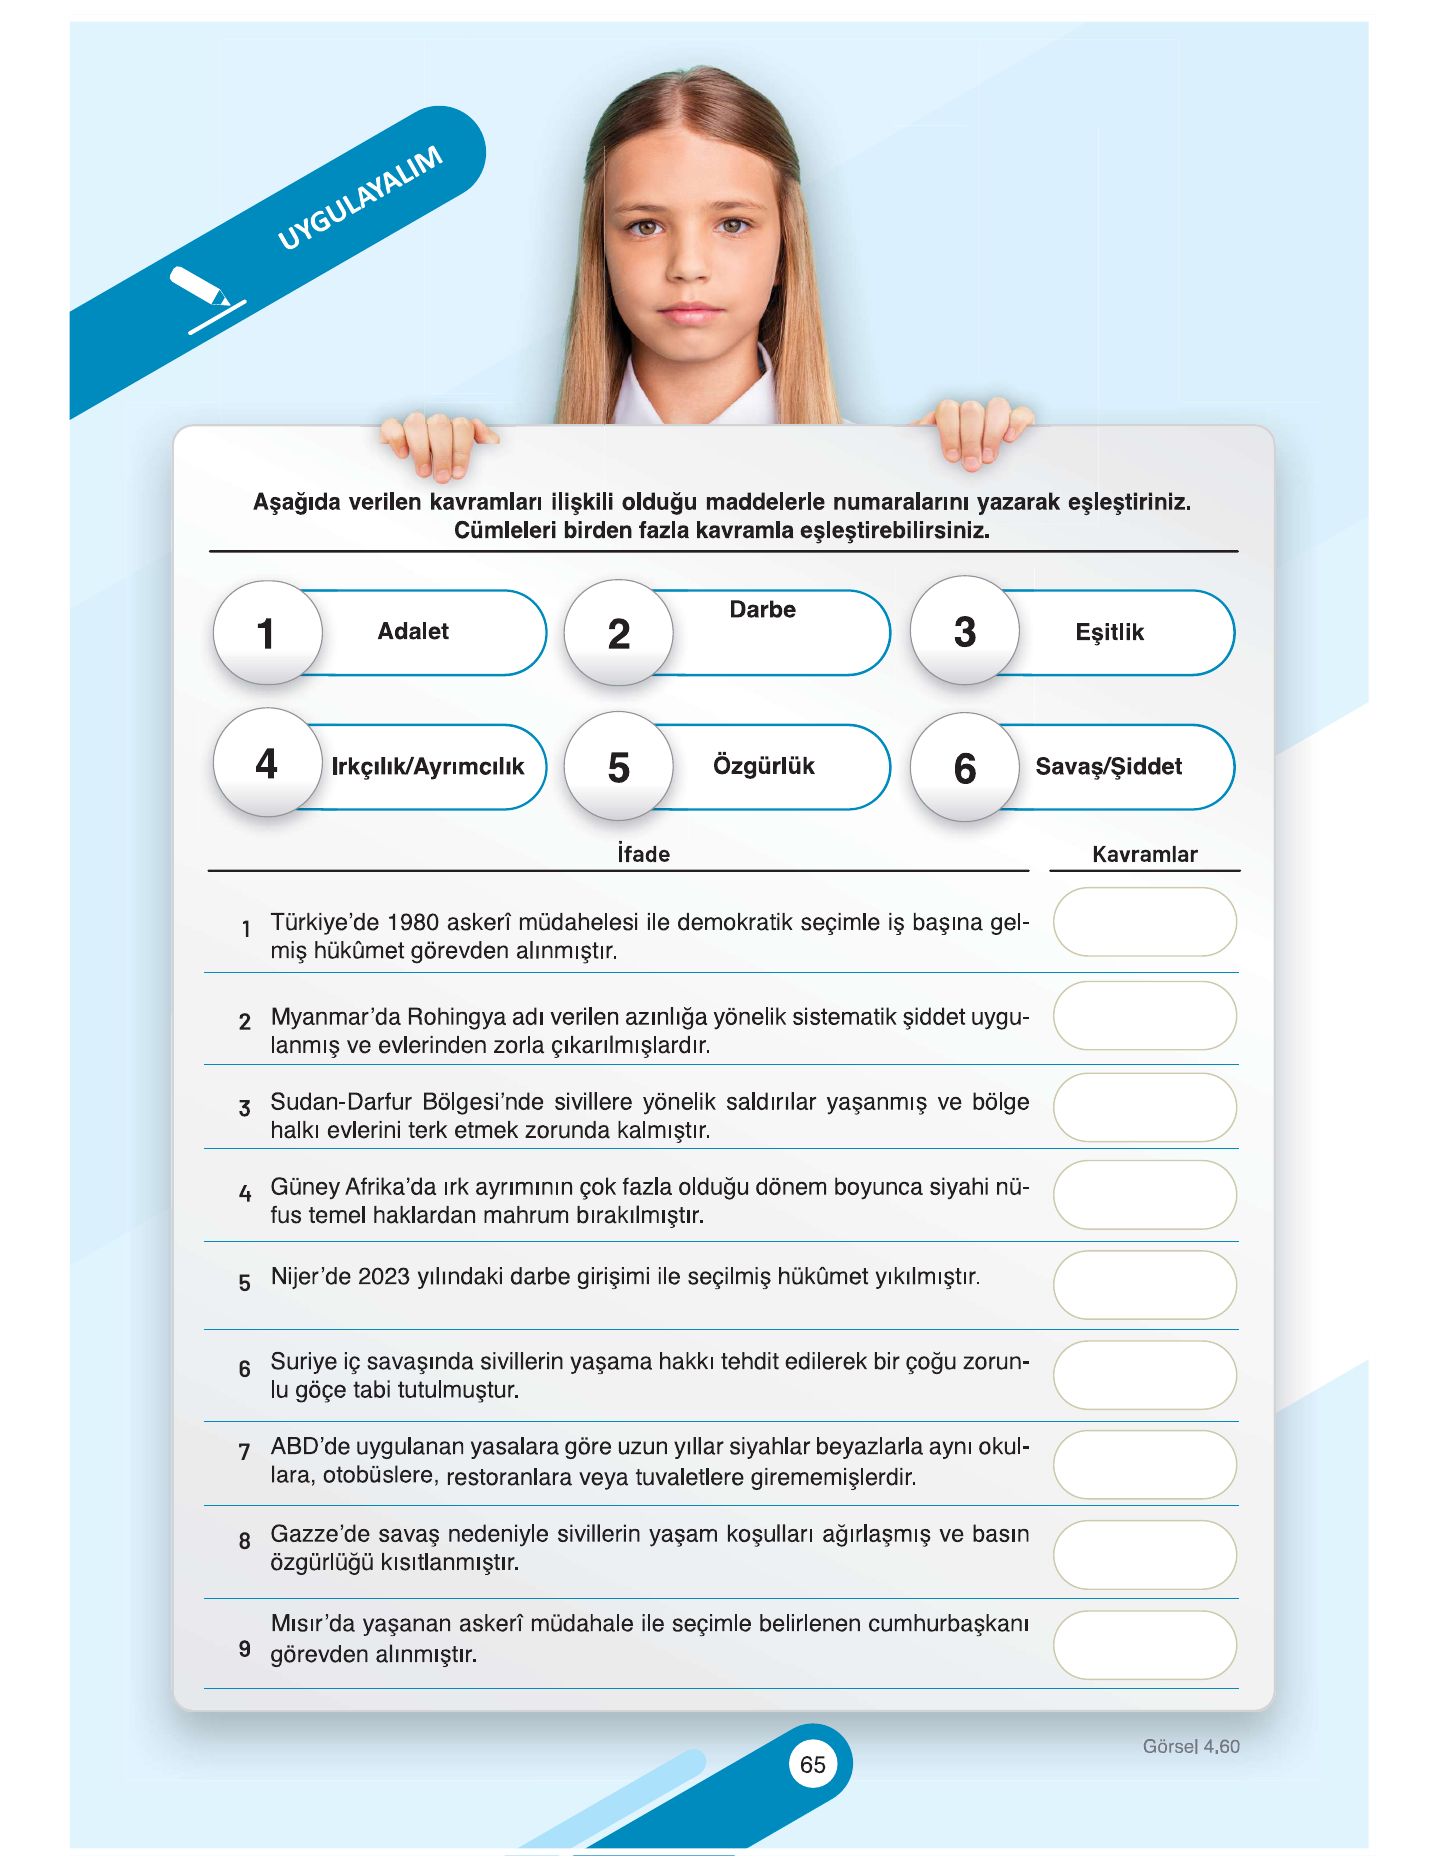 UYGULAYALIM
Aşağıda verilen kavramları ilişkili olduğu maddelerle numaralarını yazarak eşleştiriniz.
Cümleleri birden fazla kavramla eşleştirebilirsiniz.
1 Adalet
2 Darbe
3 Eşitlik
4 Irkçılık/Ayrımcılık
5 Özgürlük
6 Savaş/Şiddet
İfade
Kavramlar
1 Türkiye’de 1980 askerî müdahelesi ile demokratik seçimle iş başına gel-
miş hükûmet görevden alınmıştır.
2 Myanmar’da Rohingya adı verilen azınlığa yönelik sistematik şiddet uygu-
lanmış ve evlerinden zorla çıkarılmışlardır.
3 Sudan-Darfur Bölgesi’nde sivillere yönelik saldırılar yaşanmış ve bölge
halkı evlerini terk etmek zorunda kalmıştır.
4 Güney Afrika’da ırk ayrımının çok fazla olduğu dönem boyunca siyahi nü-
fus temel haklardan mahrum bırakılmıştır.
5 Nijer’de 2023 yılındaki darbe girişimi ile seçilmiş hükûmet yıkılmıştır.
6 Suriye iç savaşında sivillerin yaşama hakkı tehdit edilerek bir çoğu zorun-
lu göçe tabi tutulmuştur.
7 ABD’de uygulanan yasalara göre uzun yıllar siyahlar beyazlarla aynı okul-
lara, otobüslere, restoranlara veya tuvaletlere girememişlerdir.
8 Gazze’de savaş nedeniyle sivillerin yaşam koşulları ağırlaşmış ve basın
özgürlüğü kısıtlanmıştır.
9 Mısır’da yaşanan askerî müdahale ile seçimle belirlenen cumhurbaşkanı
görevden alınmıştır.
Görsel 4.60
65